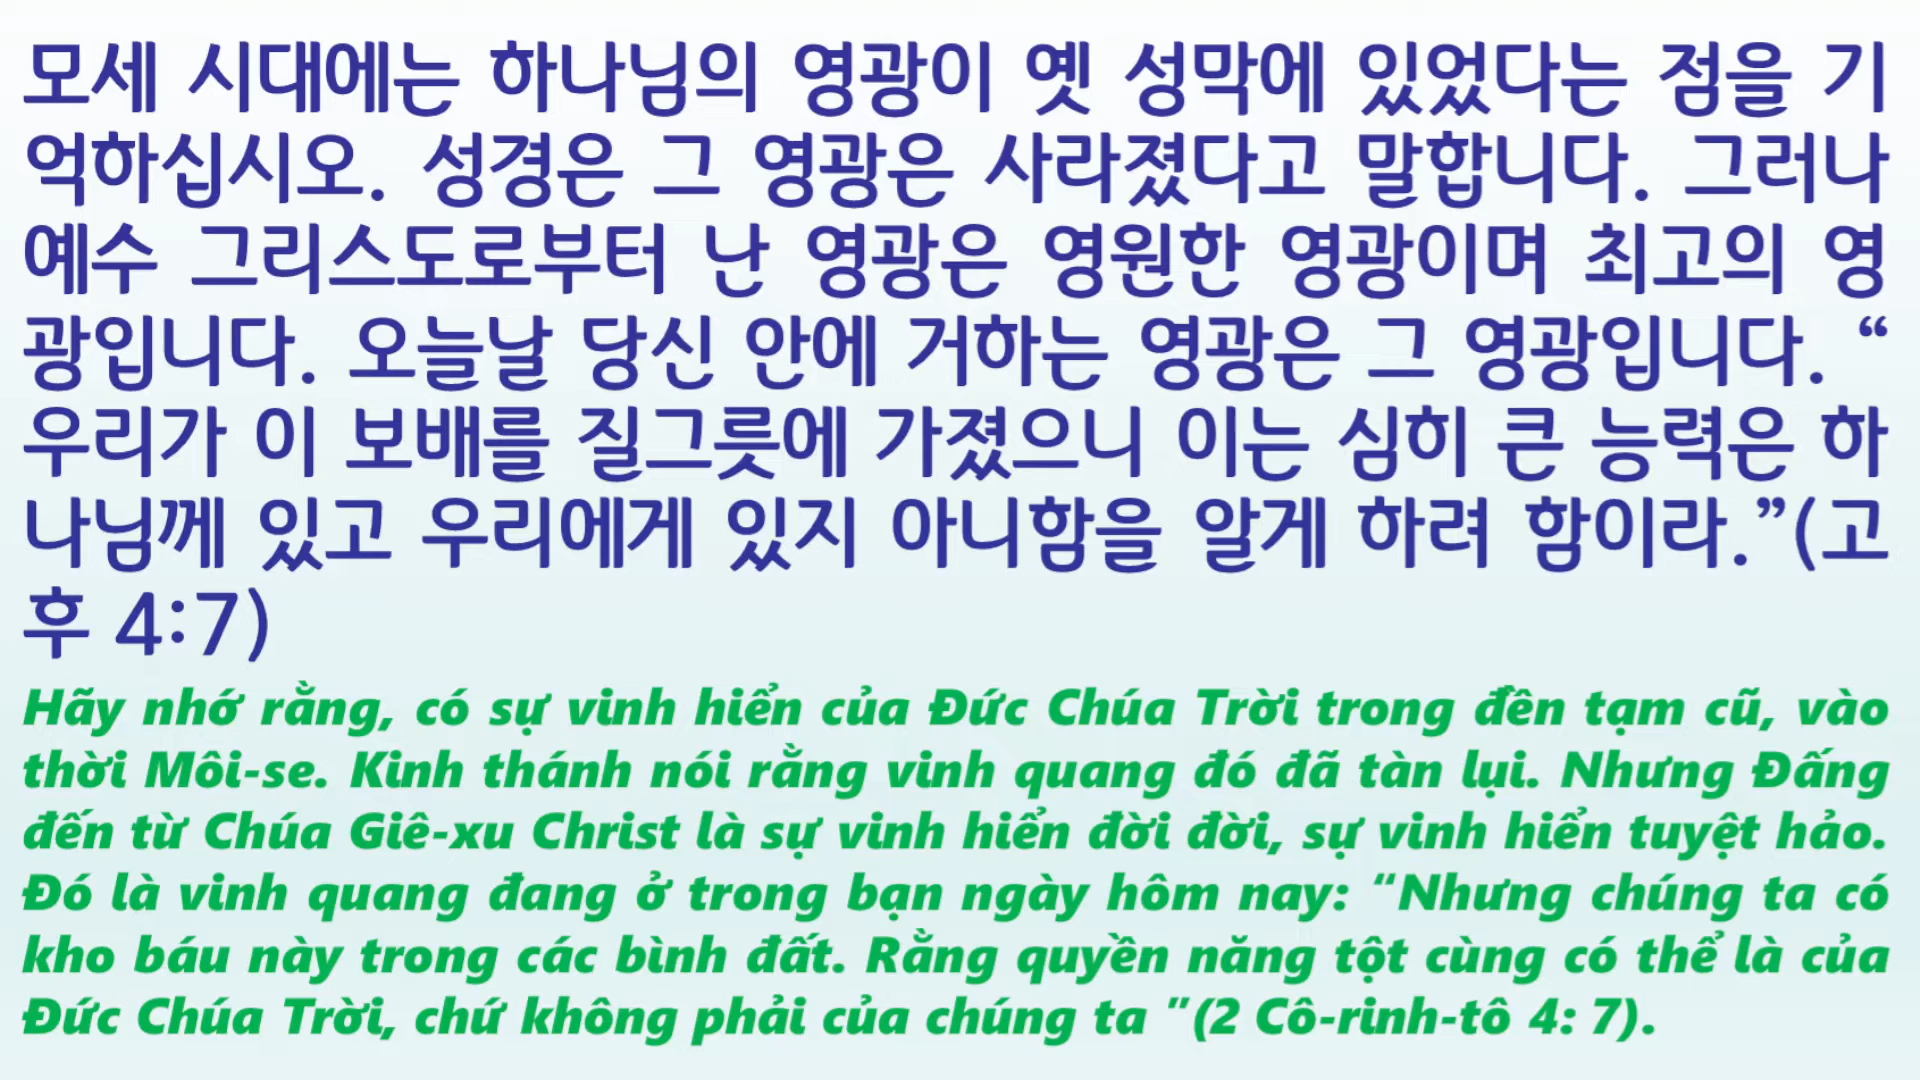 모세 시대에는 하나님의 영광이 옛 성막에 있었다는 점을 기
억하십시오. 성경은 그 영광은 사라졌다고 말합니다. 그러나
예수 그리스도로부터 난 영광은 영원한 영광이며 최고의 영
광입니다. 오늘날 당신 안에 거하는 영광은 그 영광입니다. “
우리가 이 보배를 질그릇에 가졌으니 이는 심히 큰 능력은 하
나님께 있고 우리에게 있지 아니함을 알게 하려 함이라.”(고
후 4:7)
Hãy nhớ rằng, có sự vinh hiển của Đức Chúa Trời trong đền tạm cũ, vào
thời Môi-se. Kinh thánh nói rằng vinh quang đó đã tàn lụi. Nhưng Đấng
đến từ Chúa Giê-xu Christ là sự vinh hiển đời đời, sự vinh hiển tuyệt hảo.
Đó là vinh quang đang ở trong bạn ngày hôm nay: “Nhưng chúng ta có
kho báu này trong các bình đất. Rằng quyền năng tột cùng có thể là của
Đức Chúa Trời, chứ không phải của chúng ta ”(2 Cô-rinh-tô 4: 7).